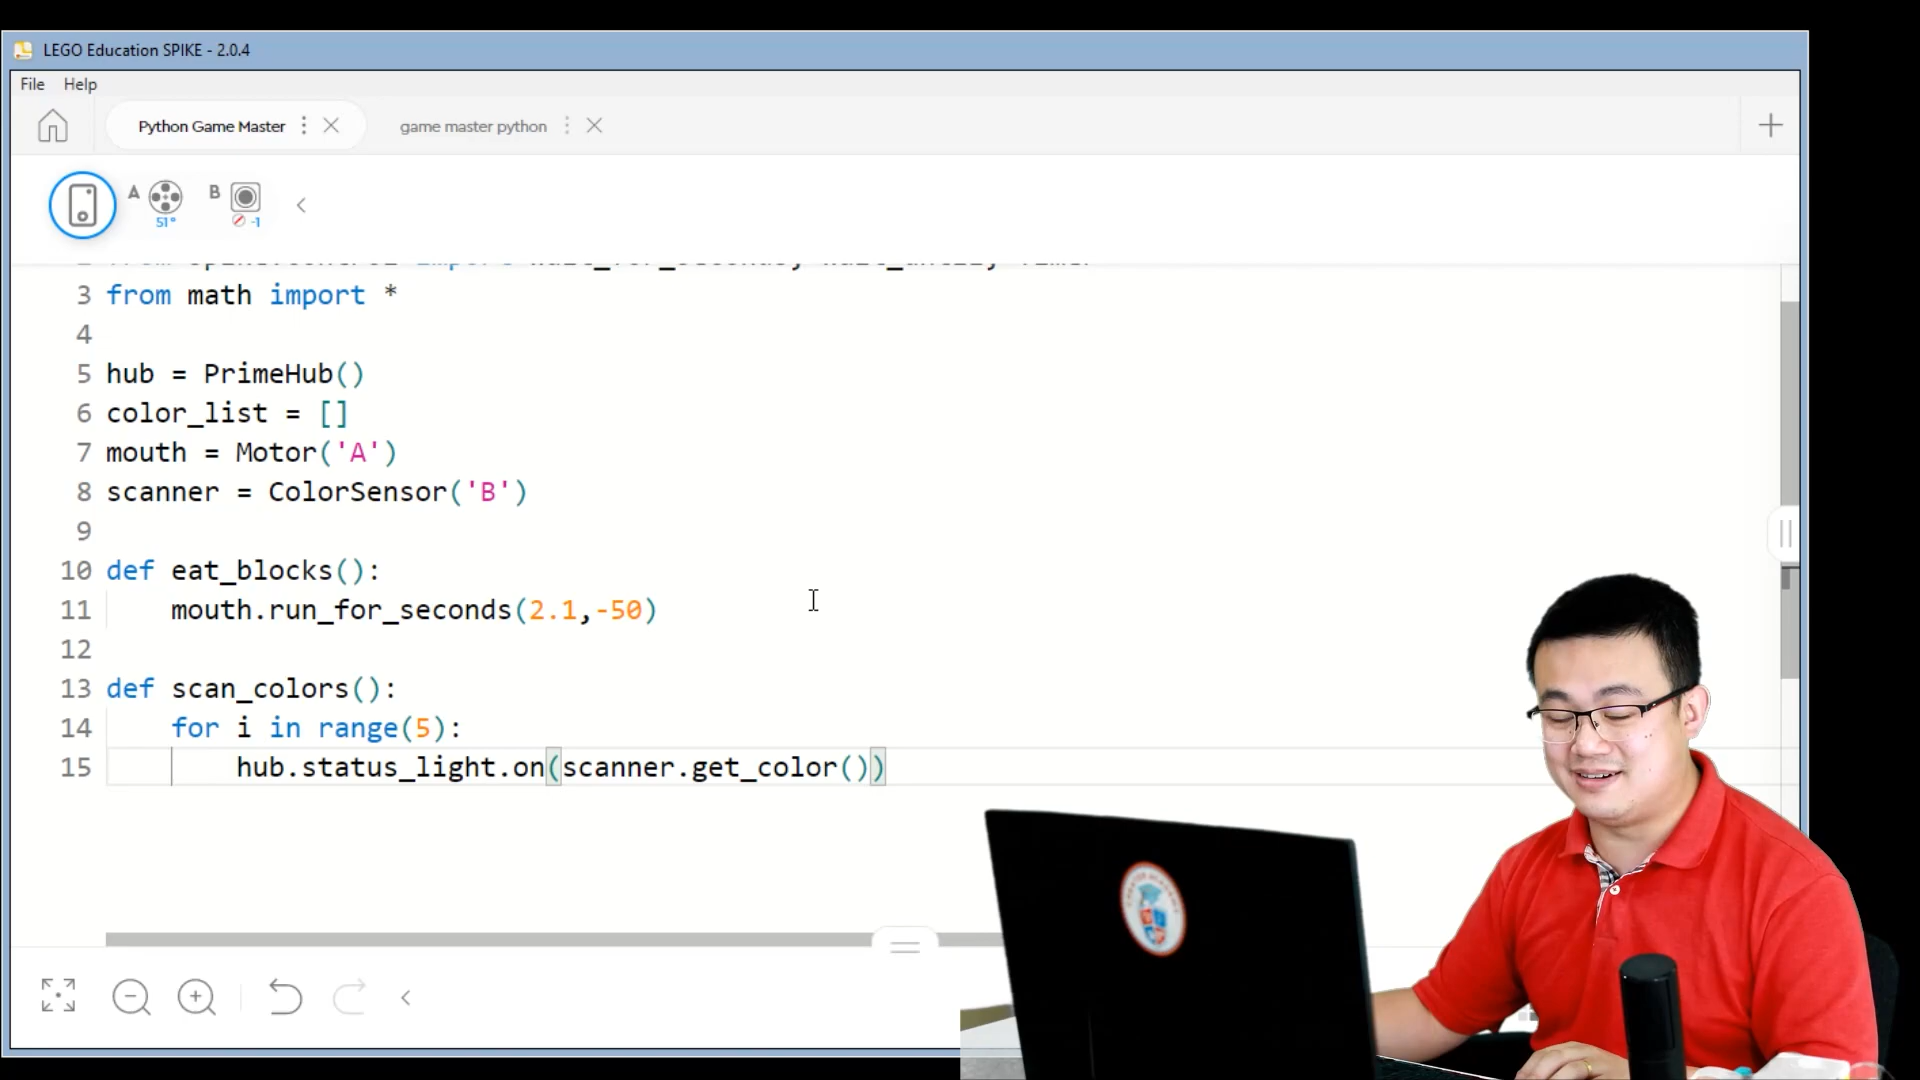 LEGO Education SPIKE - 2.0.4
File Help
Python Game Master game master python
A B
51° -1
3 from math import *
4
5 hub = PrimeHub()
6 color_list = []
7 mouth = Motor('A')
8 scanner = ColorSensor('B')
9
10 def eat_blocks():
11 mouth.run_for_seconds(2.1,-50)
12
13 def scan_colors():
14 for i in range(5):
15 hub.status_light.on(scanner.get_color())